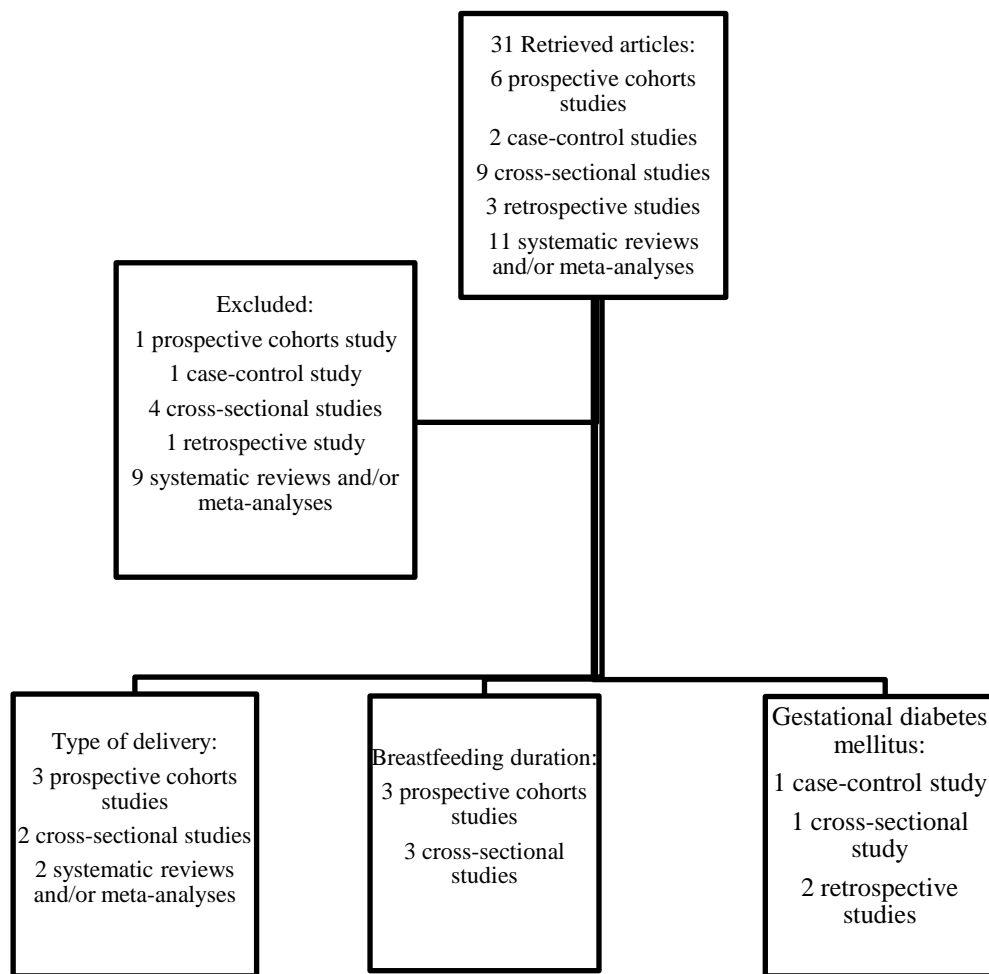 31 Retrieved articles:
6 prospective cohorts
studies
2 case-control studies
9 cross-sectional studies
3 retrospective studies
11 systematic reviews
and/or meta-analyses
Excluded:
1 prospective cohorts study
1 case-control study
4 cross-sectional studies
1 retrospective study
9 systematic reviews and/or
meta-analyses
Type of delivery:
3 prospective cohorts
studies
2 cross-sectional studies
2 systematic reviews
and/or meta-analyses
Breastfeeding duration:
3 prospective cohorts
studies
3 cross-sectional
studies
Gestational diabetes
mellitus:
1 case-control study
1 cross-sectional
study
2 retrospective
studies